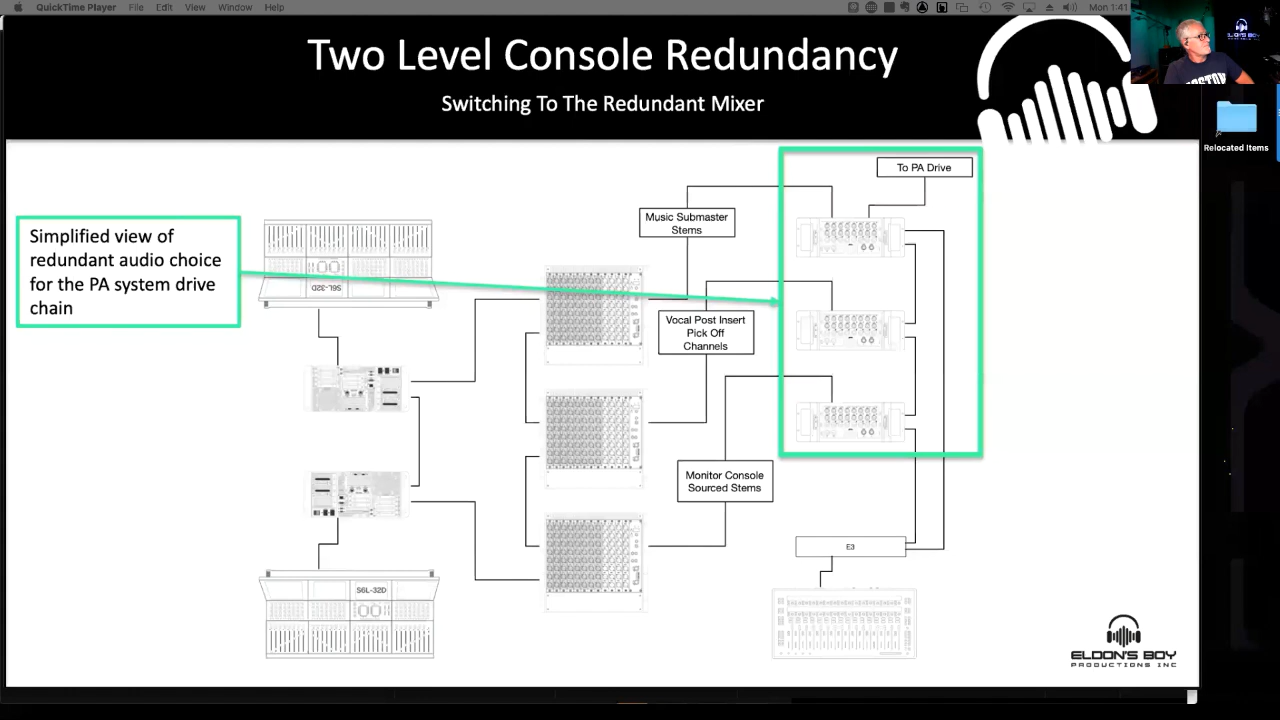 QuickTime Player File Edit View Window Help
Mon 1:41
Two Level Console Redundancy
Switching To The Redundant Mixer
Relocated Items
To PA Drive
Music Submaster
Stems
Simplified view of
redundant audio choice
for the PA system drive
chain
S6L-32D
Vocal Post Insert
Pick Off
Channels
Monitor Console
Sourced Stems
E3
S6L-32D
ELDON'S BOY
PRODUCTIONS INC